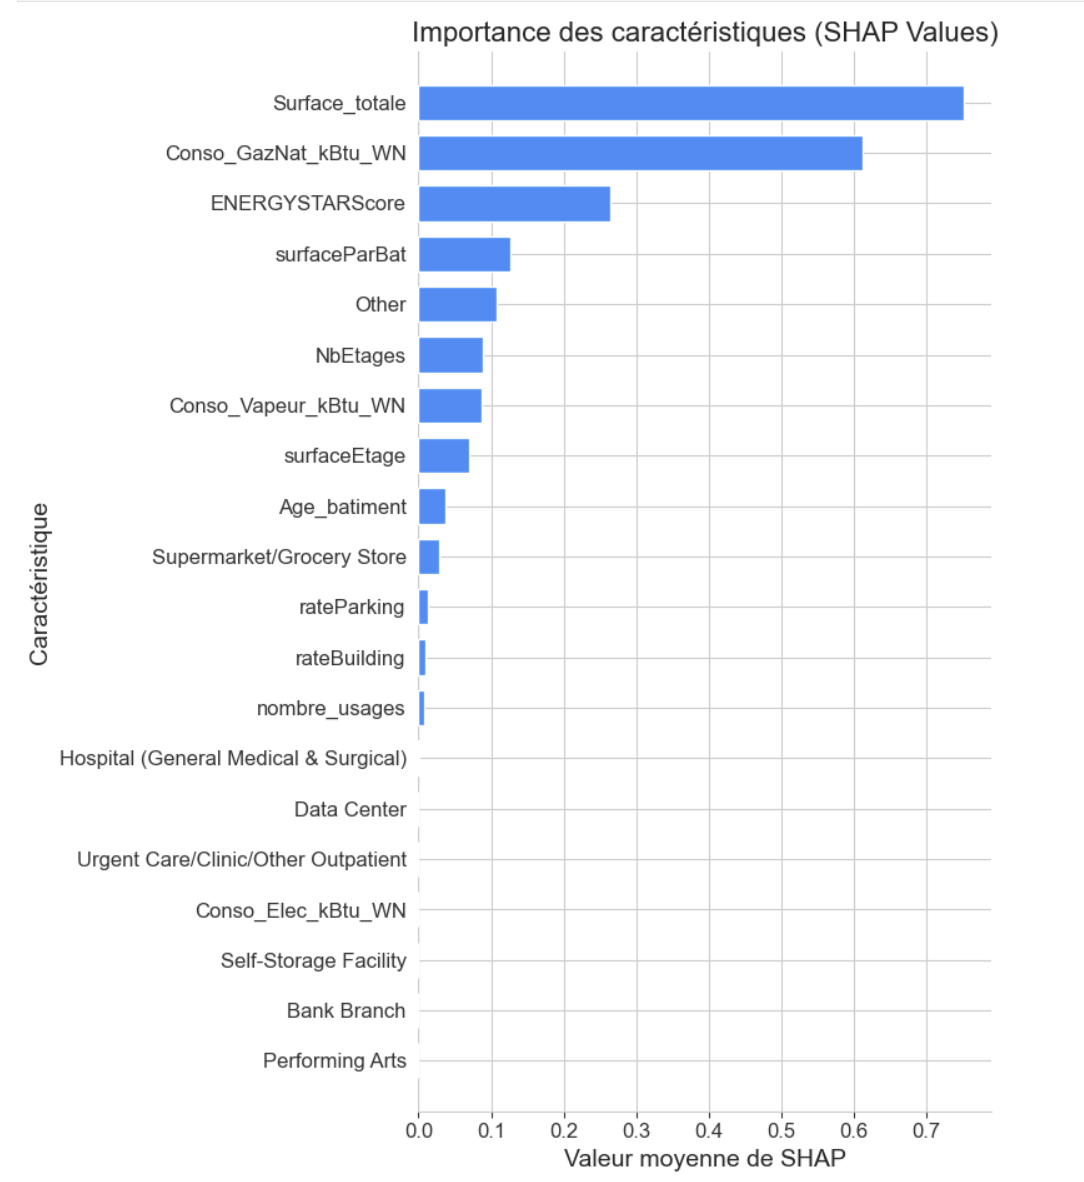 Importance des caractéristiques (SHAP Values)
Surface_totale
Conso_GazNat_kBtu_WN
ENERGYSTARScore
surfaceParBat
Other
NbEtages
Conso_Vapeur_kBtu_WN
surfaceEtage
Age_batiment
Supermarket/Grocery Store
rateParking
rateBuilding
nombre_usages
Hospital (General Medical & Surgical)
Data Center
Urgent Care/Clinic/Other Outpatient
Conso_Elec_kBtu_WN
Self-Storage Facility
Bank Branch
Performing Arts
Caractéristique
0.0 0.1 0.2 0.3 0.4 0.5 0.6 0.7
Valeur moyenne de SHAP